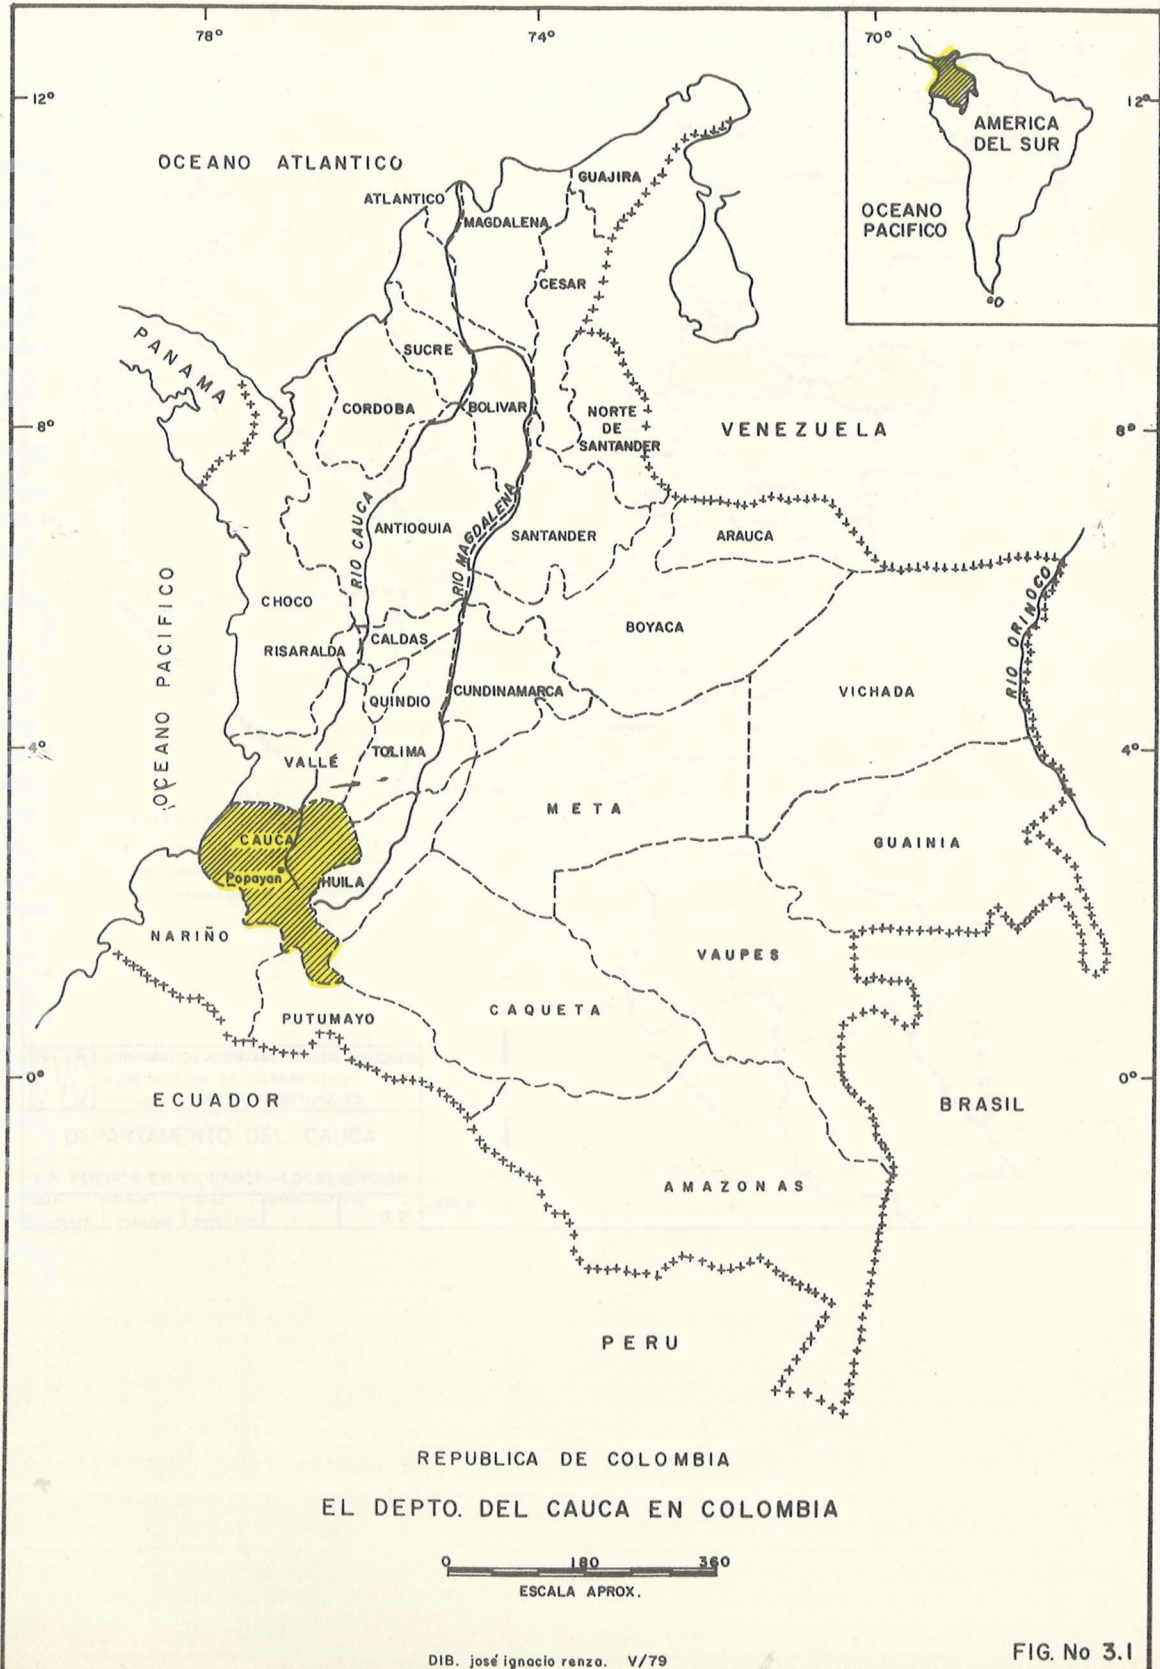 78°
74°
70°
12°
12°
AMERICA
DEL SUR
OCEANO
PACIFICO
OCEANO ATLANTICO
GUAJIRA
ATLANTICO
MAGDALENA
CESAR
PANAMA
SUCRE
CORDOBA
BOLIVAR
NORTE
DE
SANTANDER
VENEZUELA
8°
8°
RIO CAUCA
RIO MAGDALENA
ANTIOQUIA
SANTANDER
ARAUCA
OCEANO PACIFICO
CHOCO
RISARALDA
CALDAS
BOYACA
RIO ORINOCO
QUINDIO
CUNDINAMARCA
VICHADA
4°
4°
VALLÉ
TOLIMA
META
CAUCA
Popayan
HUILA
GUAINIA
NARIÑO
VAUPES
CAQUETA
PUTUMAYO
0°
0°
ECUADOR
BRASIL
DEPARTAMENTO DEL CAUCA
AMAZONAS
PERU
REPUBLICA DE COLOMBIA
EL DEPTO. DEL CAUCA EN COLOMBIA
0 180 360
ESCALA APROX.
DIB. josé ignacio renza. V/79
FIG. No 3.1